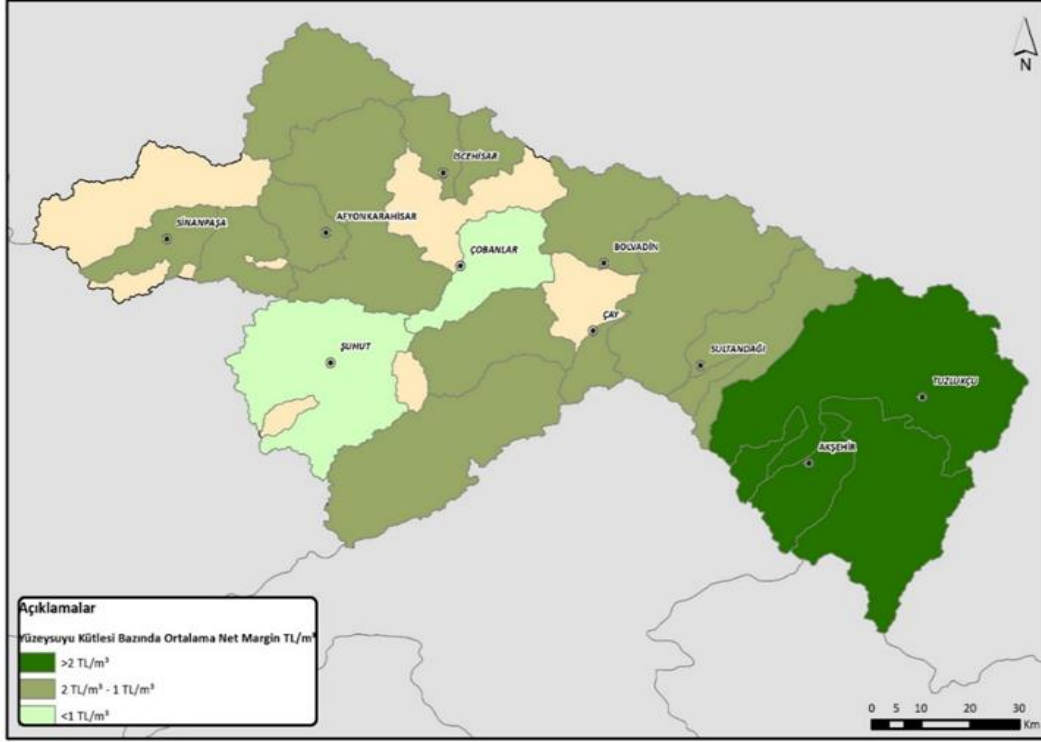 N
İSCEHİSAR
SİNANPAŞA
AFYONKARAHİSAR
ÇOBANLAR
BOLVADİN
ÇAY
ŞUHUT
SULTANDAĞI
TUZLUKÇU
AKŞEHİR
Açıklamalar
Yüzeysuyu Kütlesi Bazında Ortalama Net Margin TL/m³
>2 TL/m³
2 TL/m³ - 1 TL/m³
<1 TL/m³
0 5 10 20 30
Km